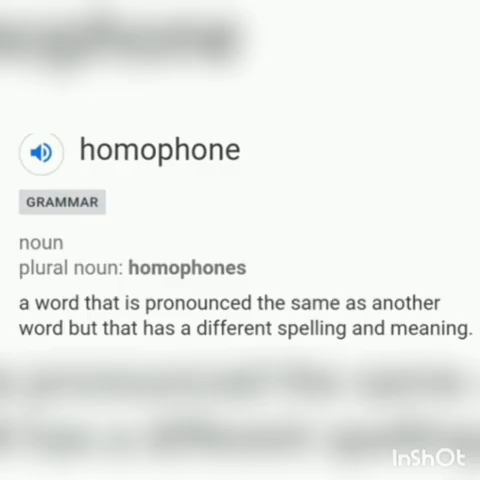 homophone
GRAMMAR
noun
plural noun: homophones
a word that is pronounced the same as another
word but that has a different spelling and meaning.
InShOt